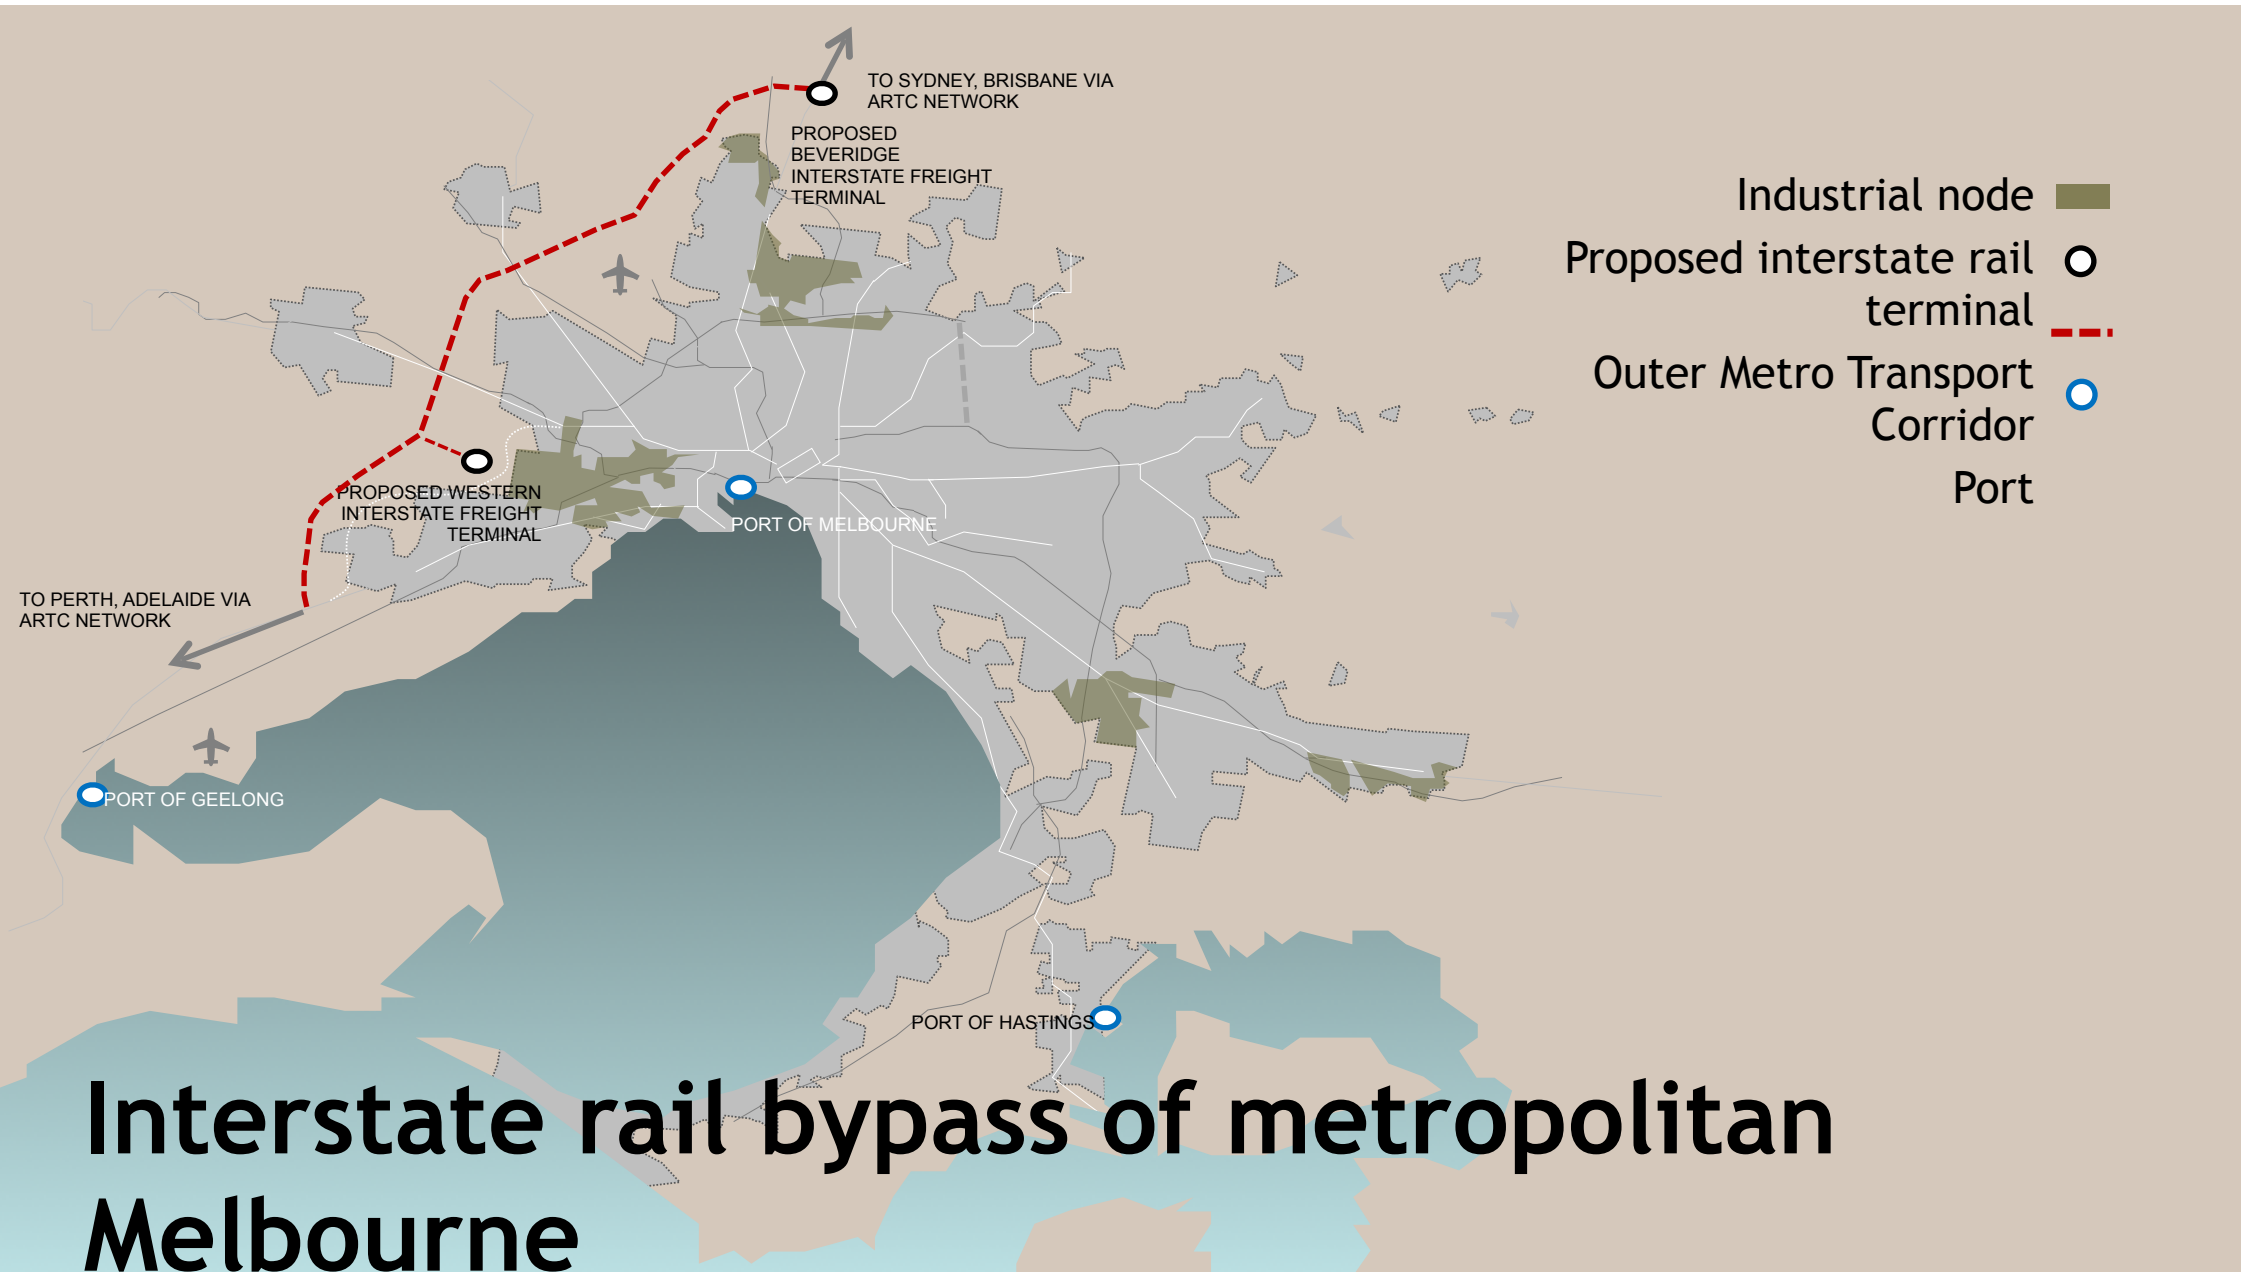 TO SYDNEY, BRISBANE VIA
ARTC NETWORK
PROPOSED
BEVERIDGE
INTERSTATE FREIGHT
TERMINAL
Industrial node
Proposed interstate rail
terminal
Outer Metro Transport
Corridor
Port
PROPOSED WESTERN
INTERSTATE FREIGHT
TERMINAL
PORT OF MELBOURNE
TO PERTH, ADELAIDE VIA
ARTC NETWORK
PORT OF GEELONG
PORT OF HASTINGS
Interstate rail bypass of metropolitan
Melbourne